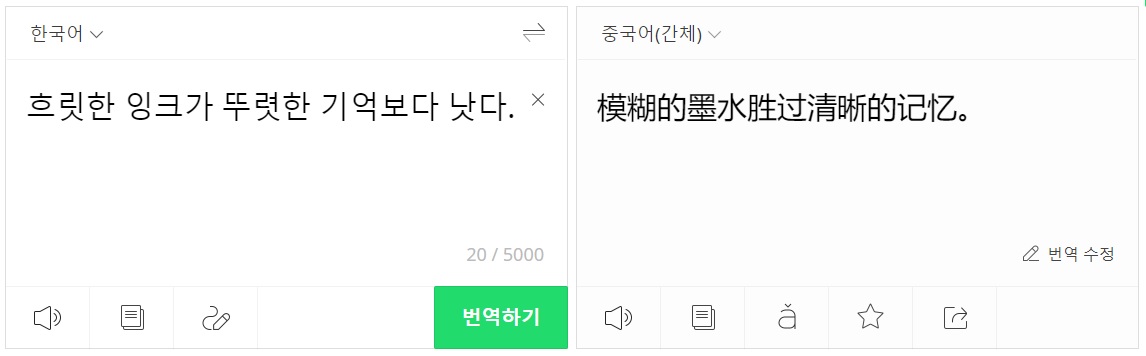 한국어
중국어(간체)
흐릿한 잉크가 뚜렷한 기억보다 낫다.
模糊的墨水胜过清晰的记忆。
20 / 5000
번역 수정
번역하기
ǎ